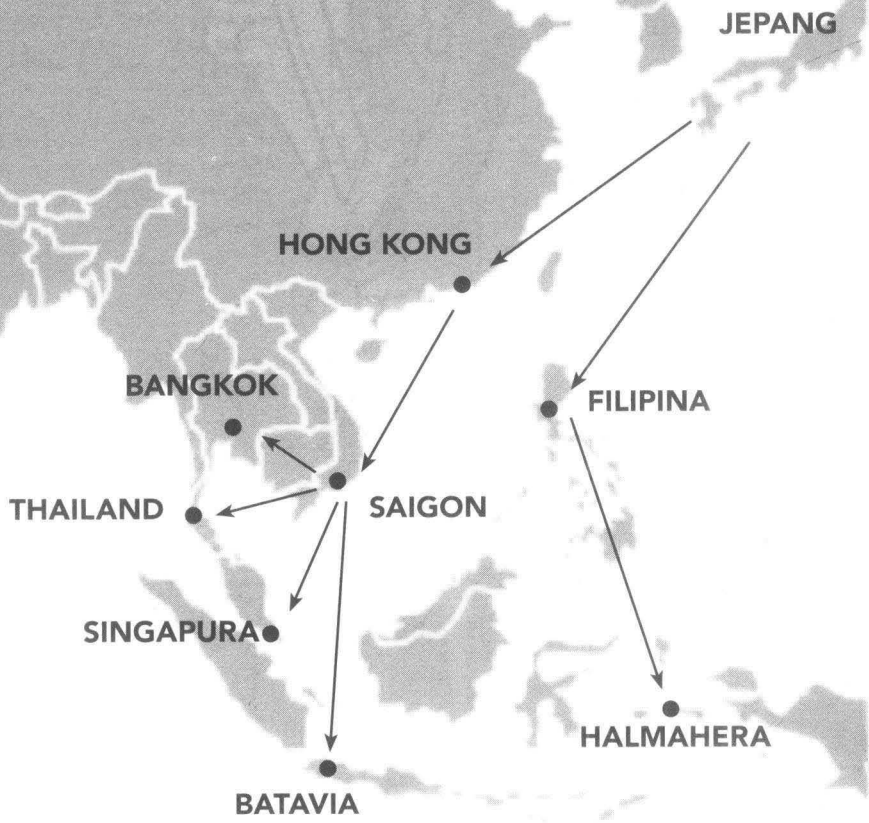 JEPANG
HONG KONG
BANGKOK
FILIPINA
THAILAND
SAIGON
SINGAPURA
HALMAHERA
BATAVIA